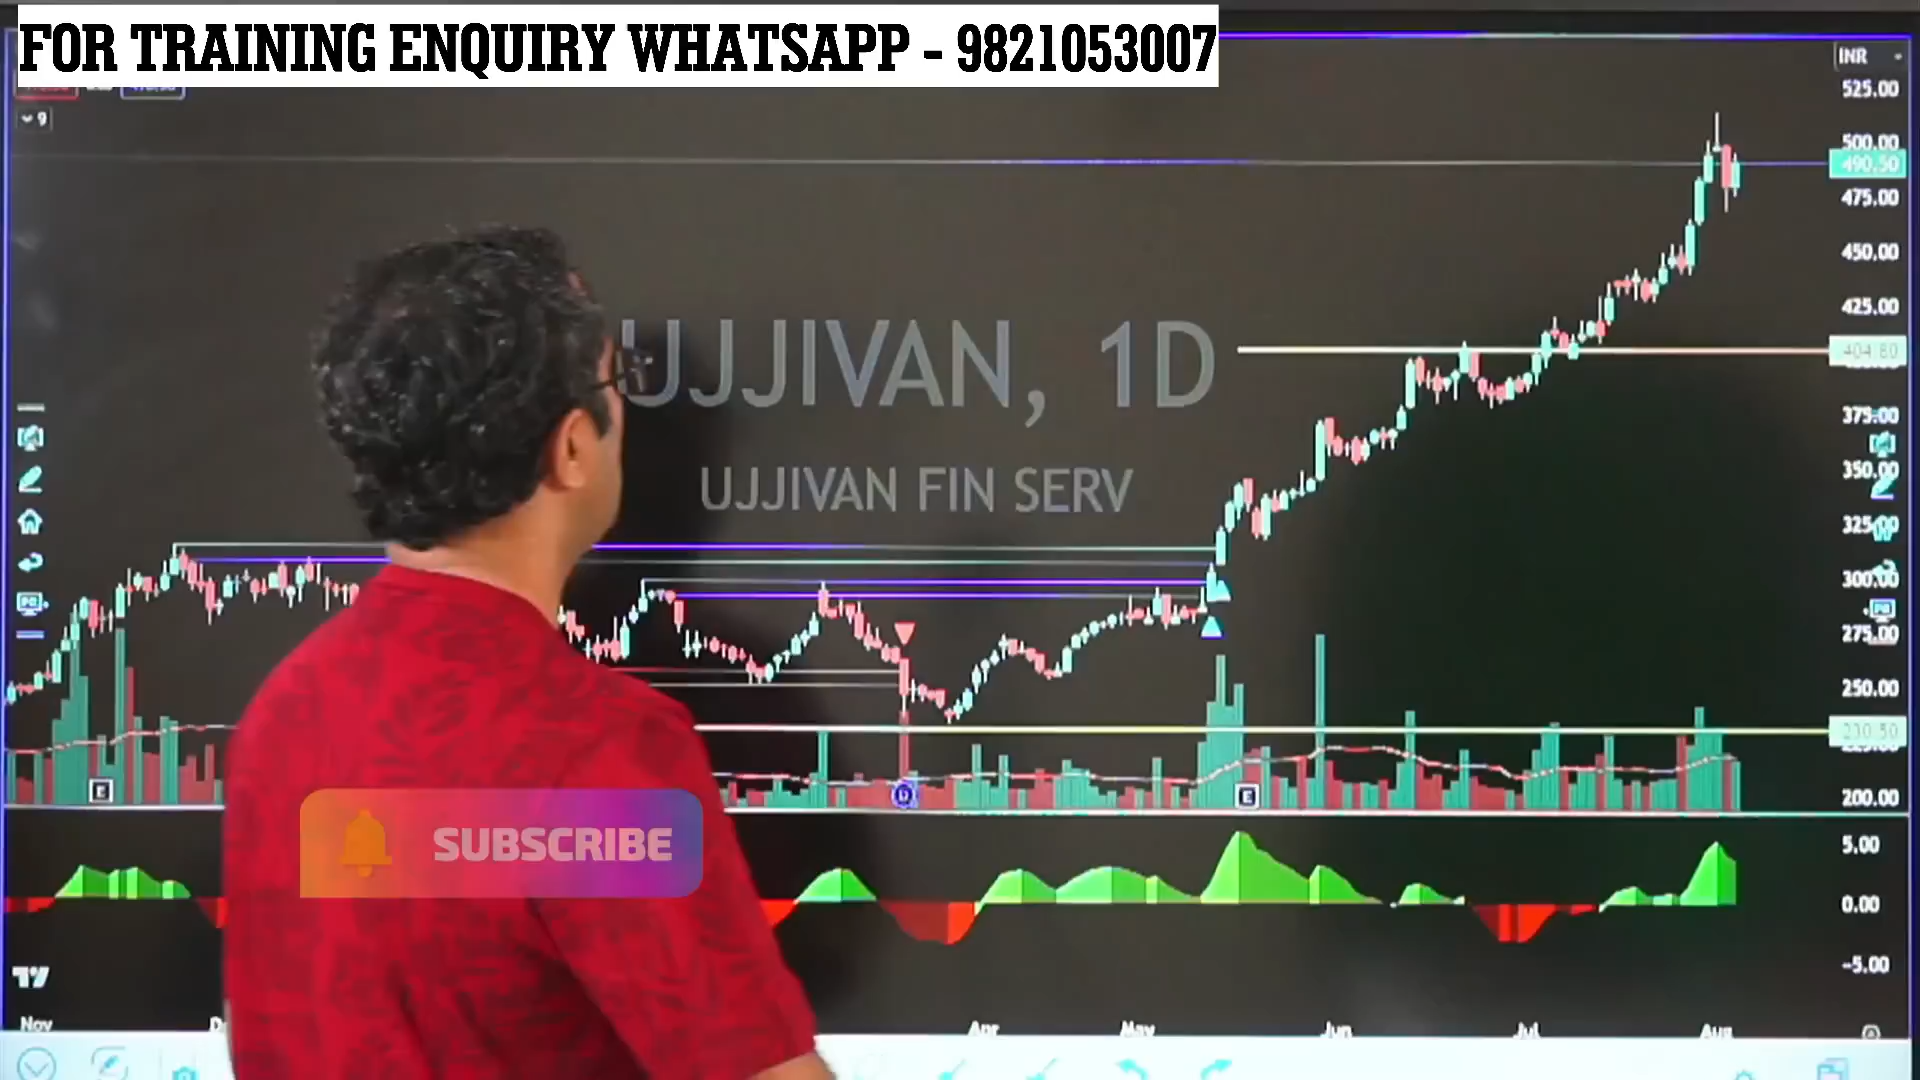 FOR TRAINING ENQUIRY WHATSAPP - 9821053007
INR
525.00
9
500.00
490.50
475.00
450.00
425.00
UJJIVAN, 1D
404.80
375.00
350.00
UJJIVAN FIN SERV
325.00
300.00
275.00
250.00
230.50
200.00
E
D
E
SUBSCRIBE
5.00
0.00
-5.00
Nov
Apr
May
Jun
Jul
Aug